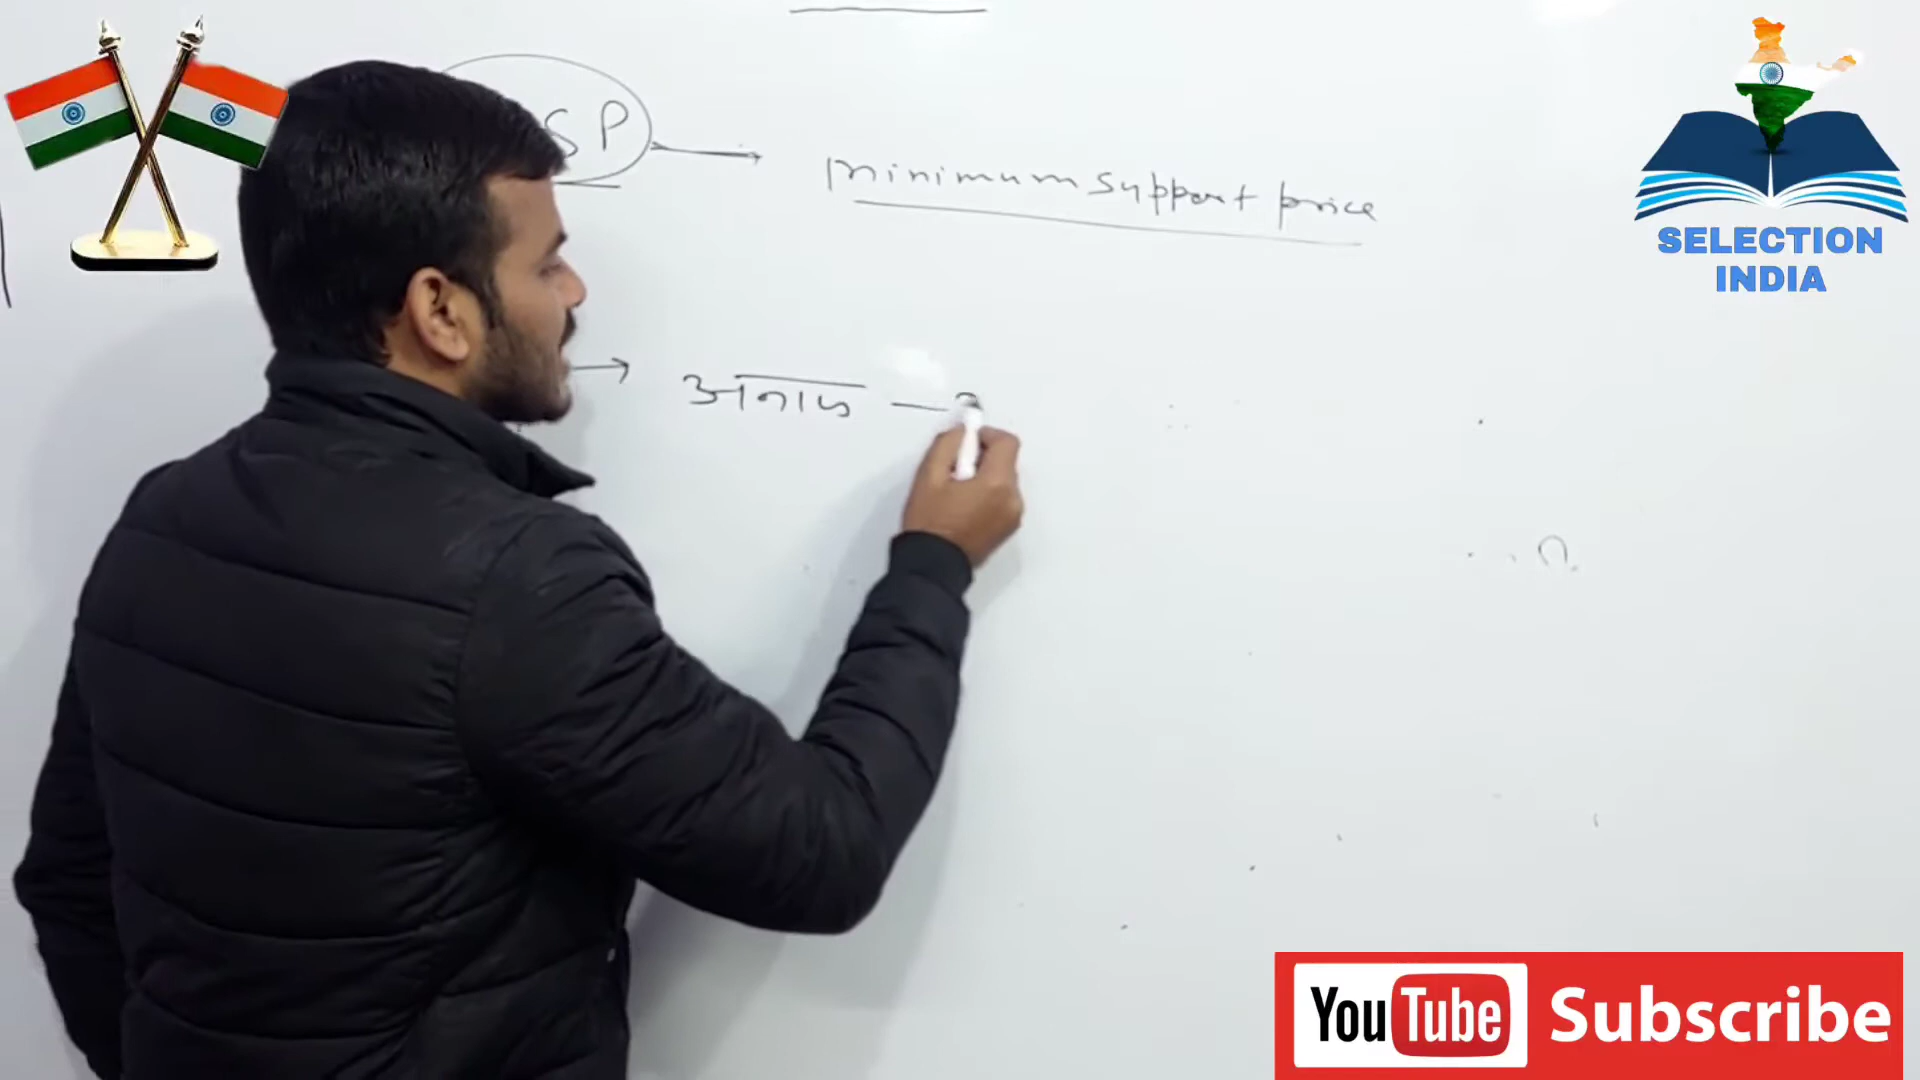 SP → minimum support price
→ अनाज —
SELECTION
INDIA
YouTube Subscribe